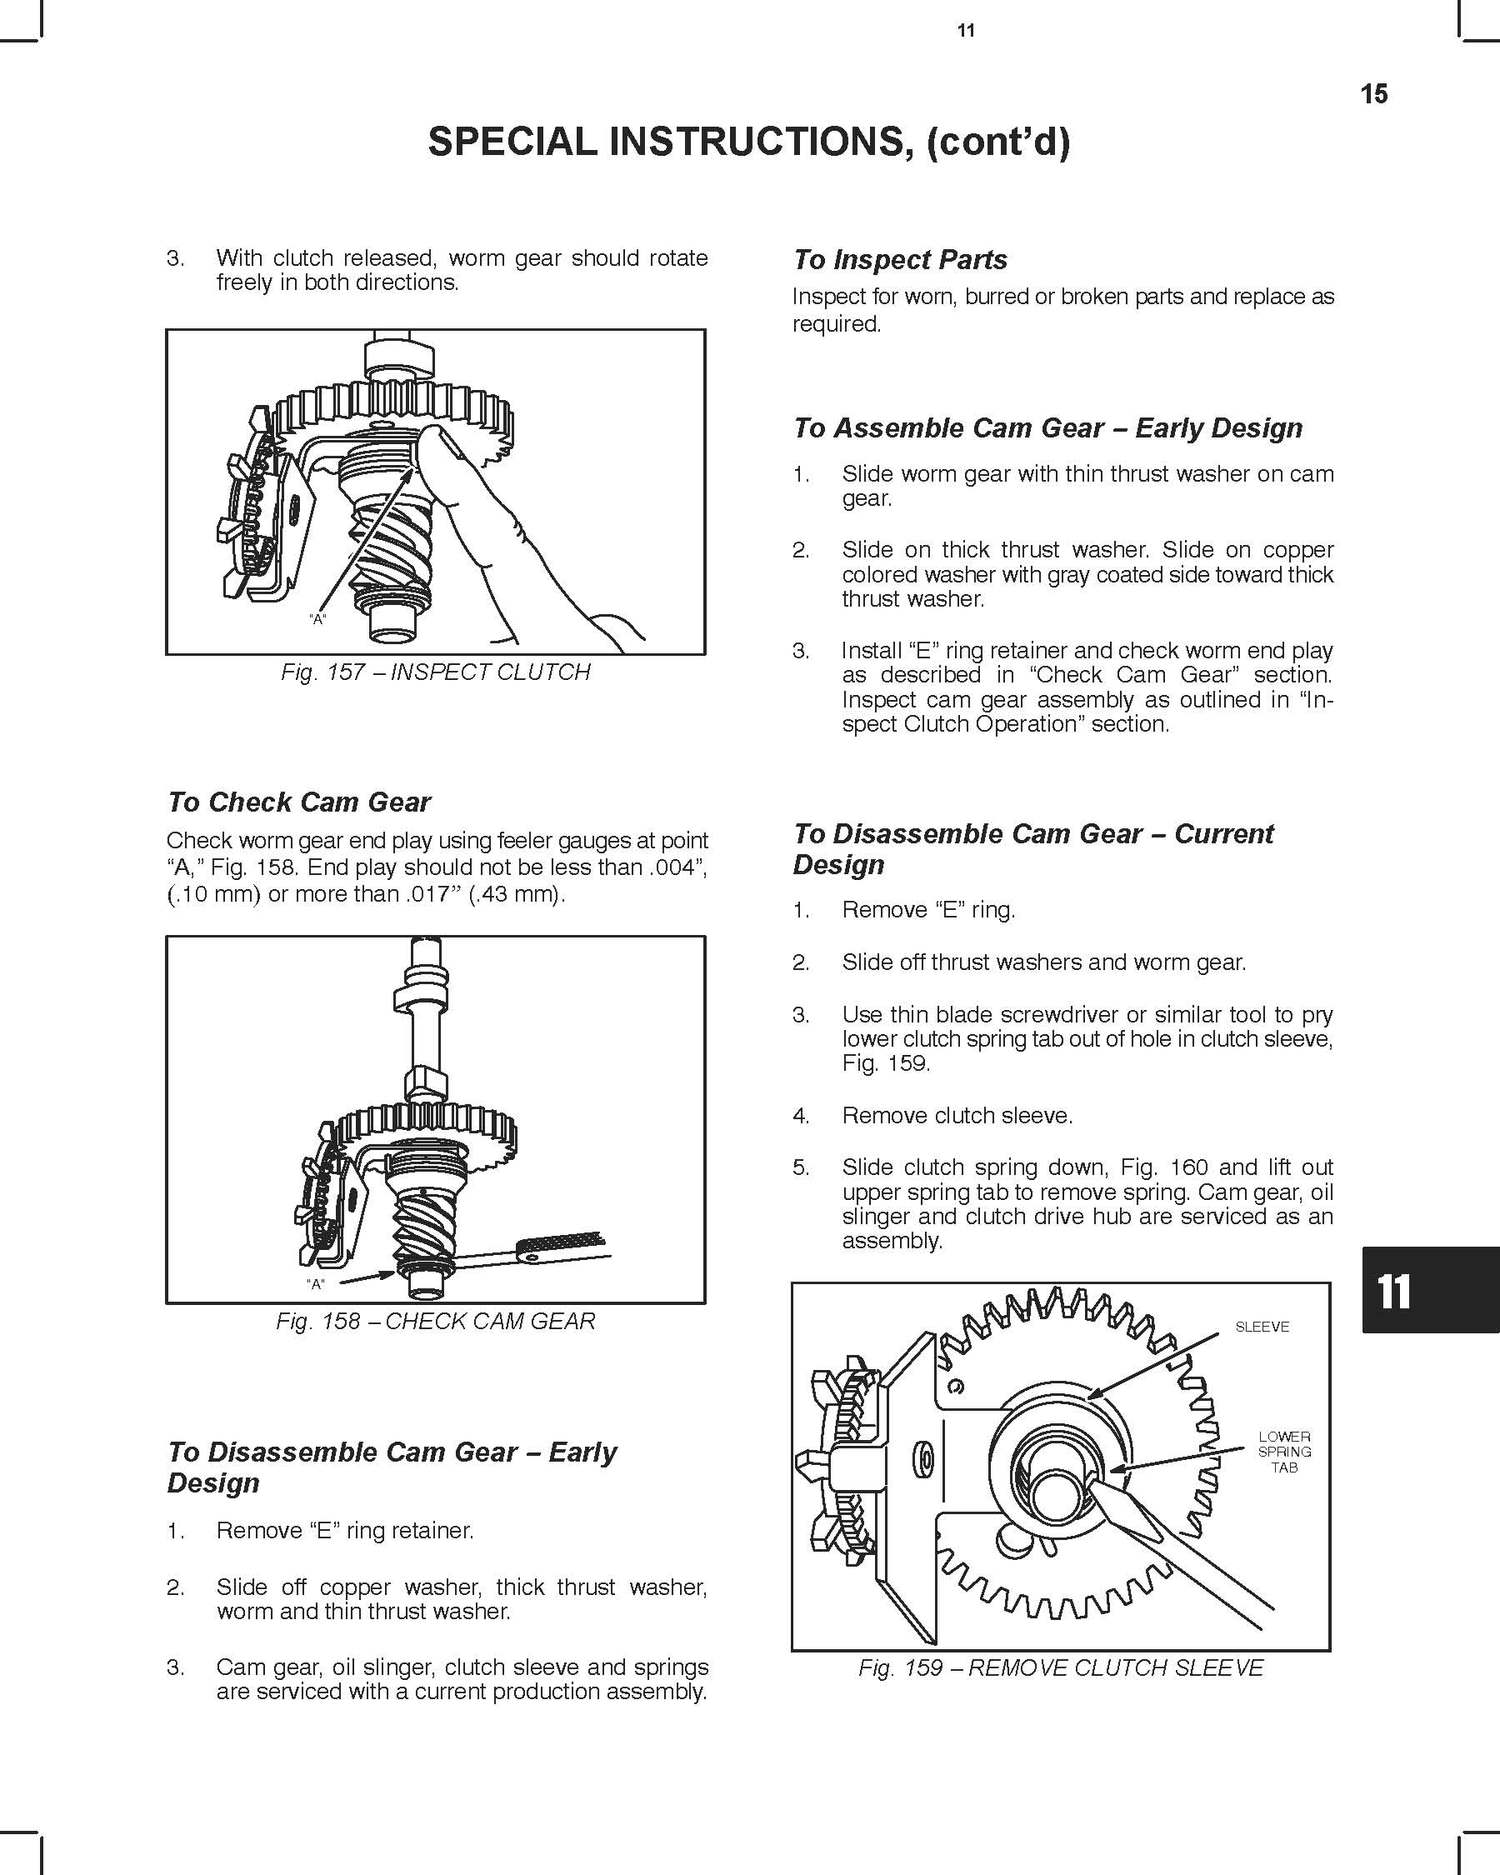 11
15
SPECIAL INSTRUCTIONS, (cont’d)
3. With clutch released, worm gear should rotate
freely in both directions.
"A"
Fig. 157 – INSPECT CLUTCH
To Check Cam Gear
Check worm gear end play using feeler gauges at point
“A,” Fig. 158. End play should not be less than .004”,
(.10 mm) or more than .017” (.43 mm).
"A"
Fig. 158 – CHECK CAM GEAR
To Disassemble Cam Gear – Early
Design
1. Remove “E” ring retainer.
2. Slide off copper washer, thick thrust washer,
worm and thin thrust washer.
3. Cam gear, oil slinger, clutch sleeve and springs
are serviced with a current production assembly.
To Inspect Parts
Inspect for worn, burred or broken parts and replace as
required.
To Assemble Cam Gear – Early Design
1. Slide worm gear with thin thrust washer on cam
gear.
2. Slide on thick thrust washer. Slide on copper
colored washer with gray coated side toward thick
thrust washer.
3. Install “E” ring retainer and check worm end play
as described in “Check Cam Gear” section.
Inspect cam gear assembly as outlined in “In-
spect Clutch Operation” section.
To Disassemble Cam Gear – Current
Design
1. Remove “E” ring.
2. Slide off thrust washers and worm gear.
3. Use thin blade screwdriver or similar tool to pry
lower clutch spring tab out of hole in clutch sleeve,
Fig. 159.
4. Remove clutch sleeve.
5. Slide clutch spring down, Fig. 160 and lift out
upper spring tab to remove spring. Cam gear, oil
slinger and clutch drive hub are serviced as an
assembly.
11
SLEEVE
LOWER
SPRING
TAB
Fig. 159 – REMOVE CLUTCH SLEEVE